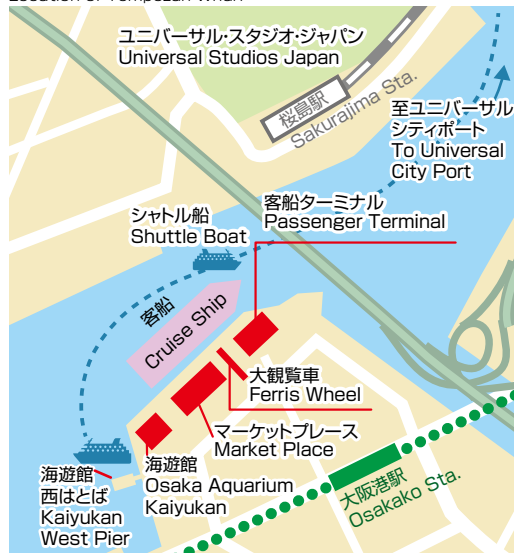 Location of Tempozan Wharf
ユニバーサル・スタジオ・ジャパン
Universal Studios Japan
桜島駅
Sakurajima Sta.
至ユニバーサル
シティポート
To Universal
City Port
客船ターミナル
Passenger Terminal
シャトル船
Shuttle Boat
客船
Cruise Ship
大観覧車
Ferris Wheel
マーケットプレース
Market Place
海遊館
Osaka Aquarium
Kaiyukan
海遊館
西はとば
Kaiyukan
West Pier
大阪港駅
Osakako Sta.